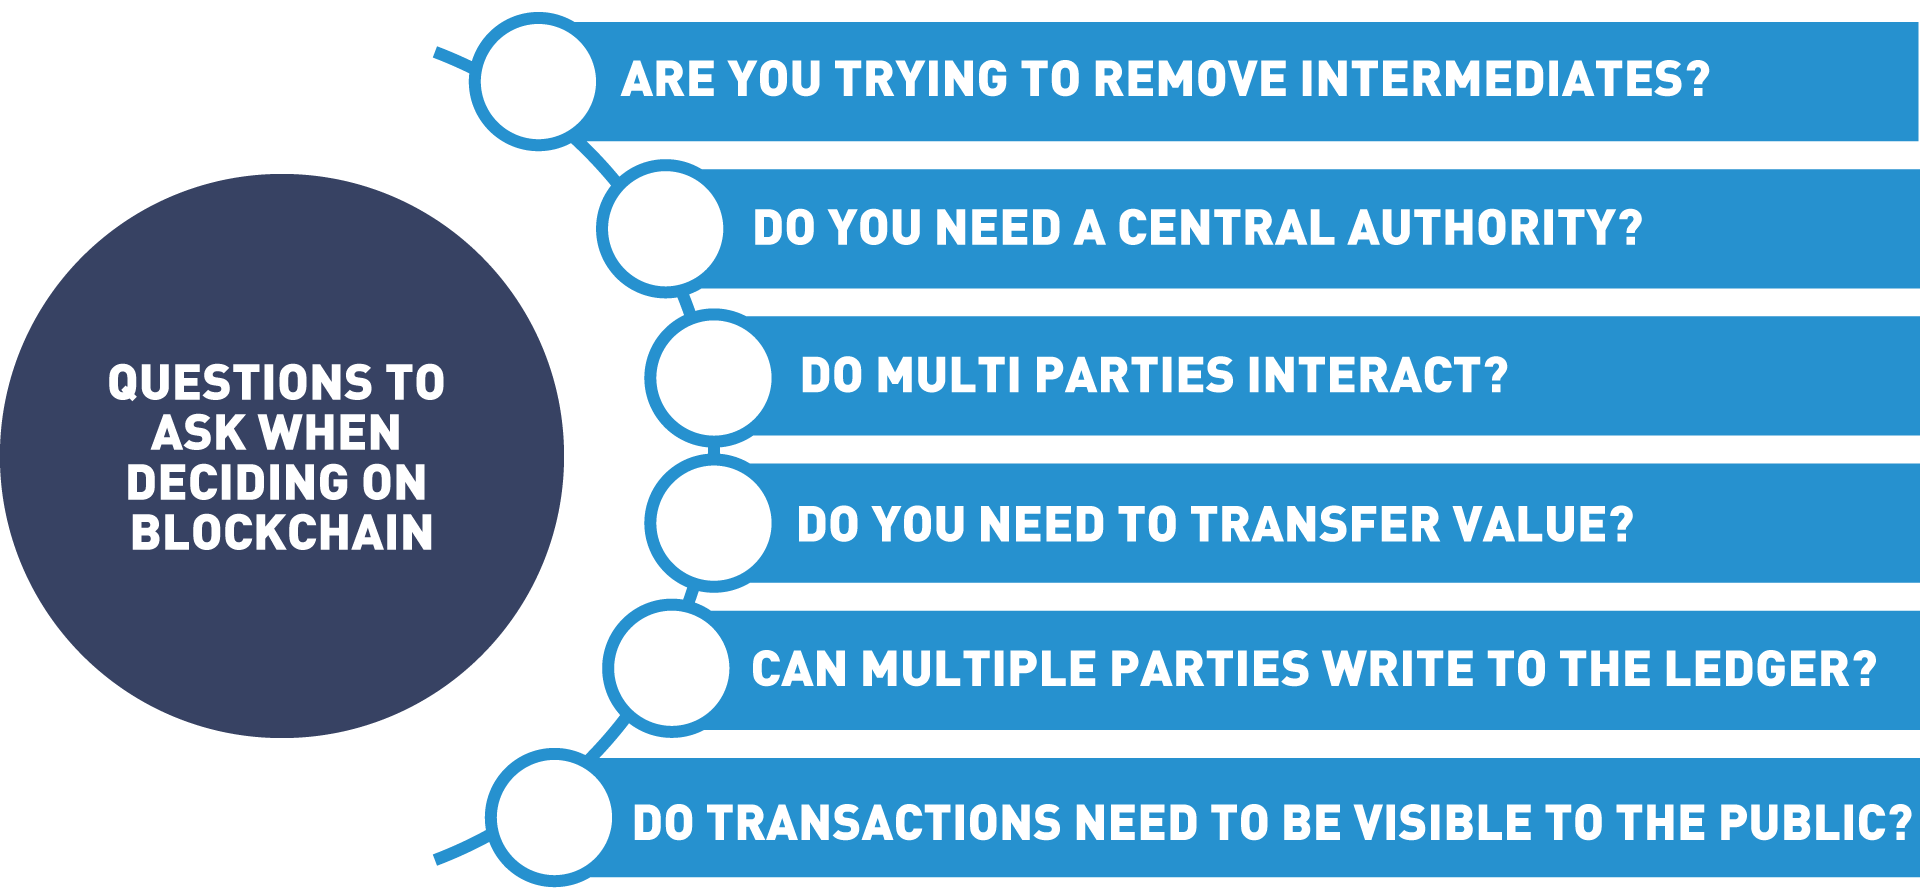 QUESTIONS TO
ASK WHEN
DECIDING ON
BLOCKCHAIN
ARE YOU TRYING TO REMOVE INTERMEDIATES?
DO YOU NEED A CENTRAL AUTHORITY?
DO MULTI PARTIES INTERACT?
DO YOU NEED TO TRANSFER VALUE?
CAN MULTIPLE PARTIES WRITE TO THE LEDGER?
DO TRANSACTIONS NEED TO BE VISIBLE TO THE PUBLIC?